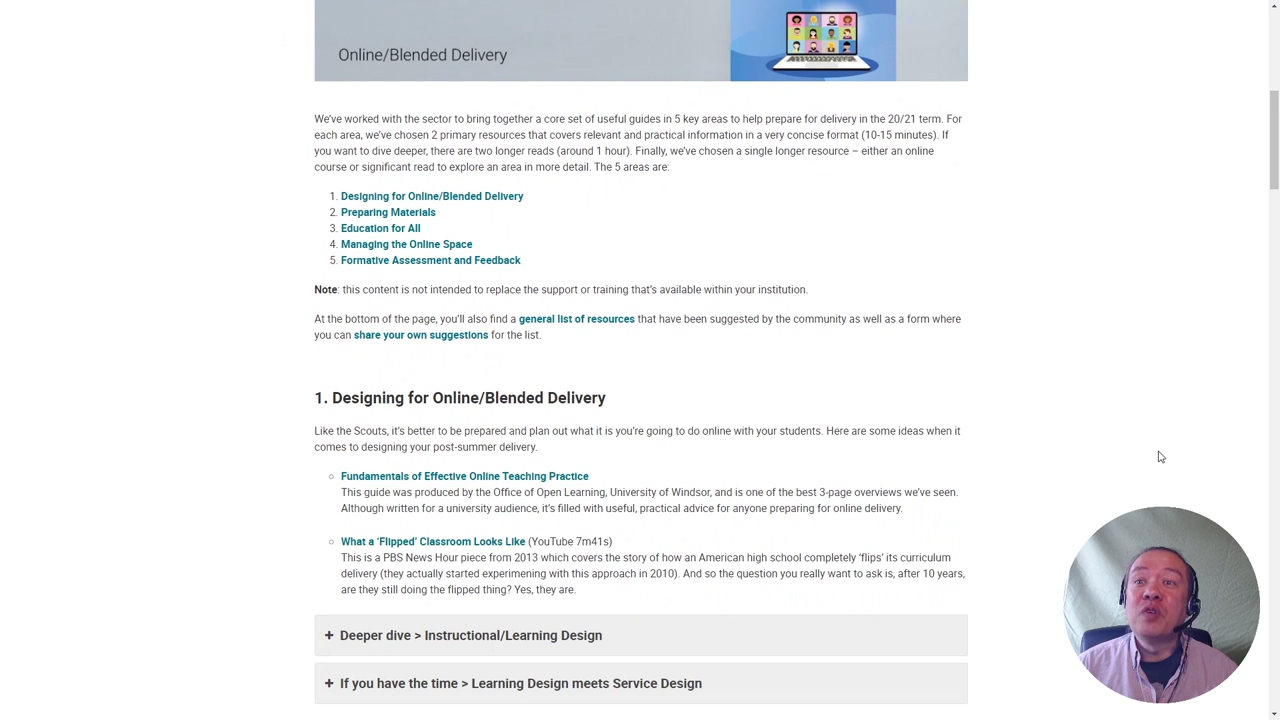 Online/Blended Delivery
We've worked with the sector to bring together a core set of useful guides in 5 key areas to help prepare for delivery in the 20/21 term. For
each area, we've chosen 2 primary resources that covers relevant and practical information in a very concise format (10-15 minutes). If
you want to dive deeper, there are two longer reads (around 1 hour). Finally, we've chosen a single longer resource – either an online
course or significant read to explore an area in more detail. The 5 areas are:
1. Designing for Online/Blended Delivery
2. Preparing Materials
3. Education for All
4. Managing the Online Space
5. Formative Assessment and Feedback
Note: this content is not intended to replace the support or training that's available within your institution.
At the bottom of the page, you'll also find a general list of resources that have been suggested by the community as well as a form where
you can share your own suggestions for the list.
1. Designing for Online/Blended Delivery
Like the Scouts, it's better to be prepared and plan out what it is you're going to do online with your students. Here are some ideas when it
comes to designing your post-summer delivery.
Fundamentals of Effective Online Teaching Practice
This guide was produced by the Office of Open Learning, University of Windsor, and is one of the best 3-page overviews we've seen.
Although written for a university audience, it's filled with useful, practical advice for anyone preparing for online delivery.
What a 'Flipped' Classroom Looks Like (YouTube 7m41s)
This is a PBS News Hour piece from 2013 which covers the story of how an American high school completely 'flips' its curriculum
delivery (they actually started experimening with this approach in 2010). And so the question you really want to ask is, after 10 years,
are they still doing the flipped thing? Yes, they are.
+ Deeper dive > Instructional/Learning Design
+ If you have the time > Learning Design meets Service Design